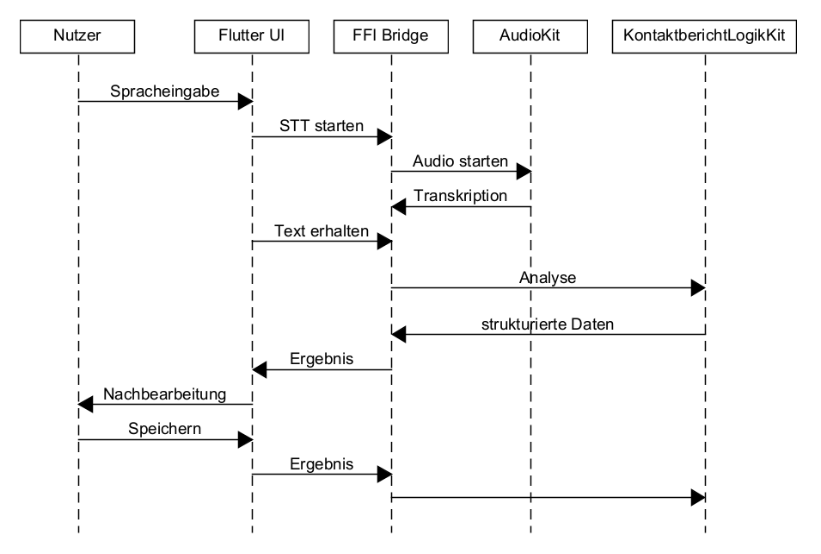 Nutzer
Flutter UI
FFI Bridge
AudioKit
KontaktberichtLogikKit
Spracheingabe
STT starten
Audio starten
Transkription
Text erhalten
Analyse
strukturierte Daten
Ergebnis
Nachbearbeitung
Speichern
Ergebnis